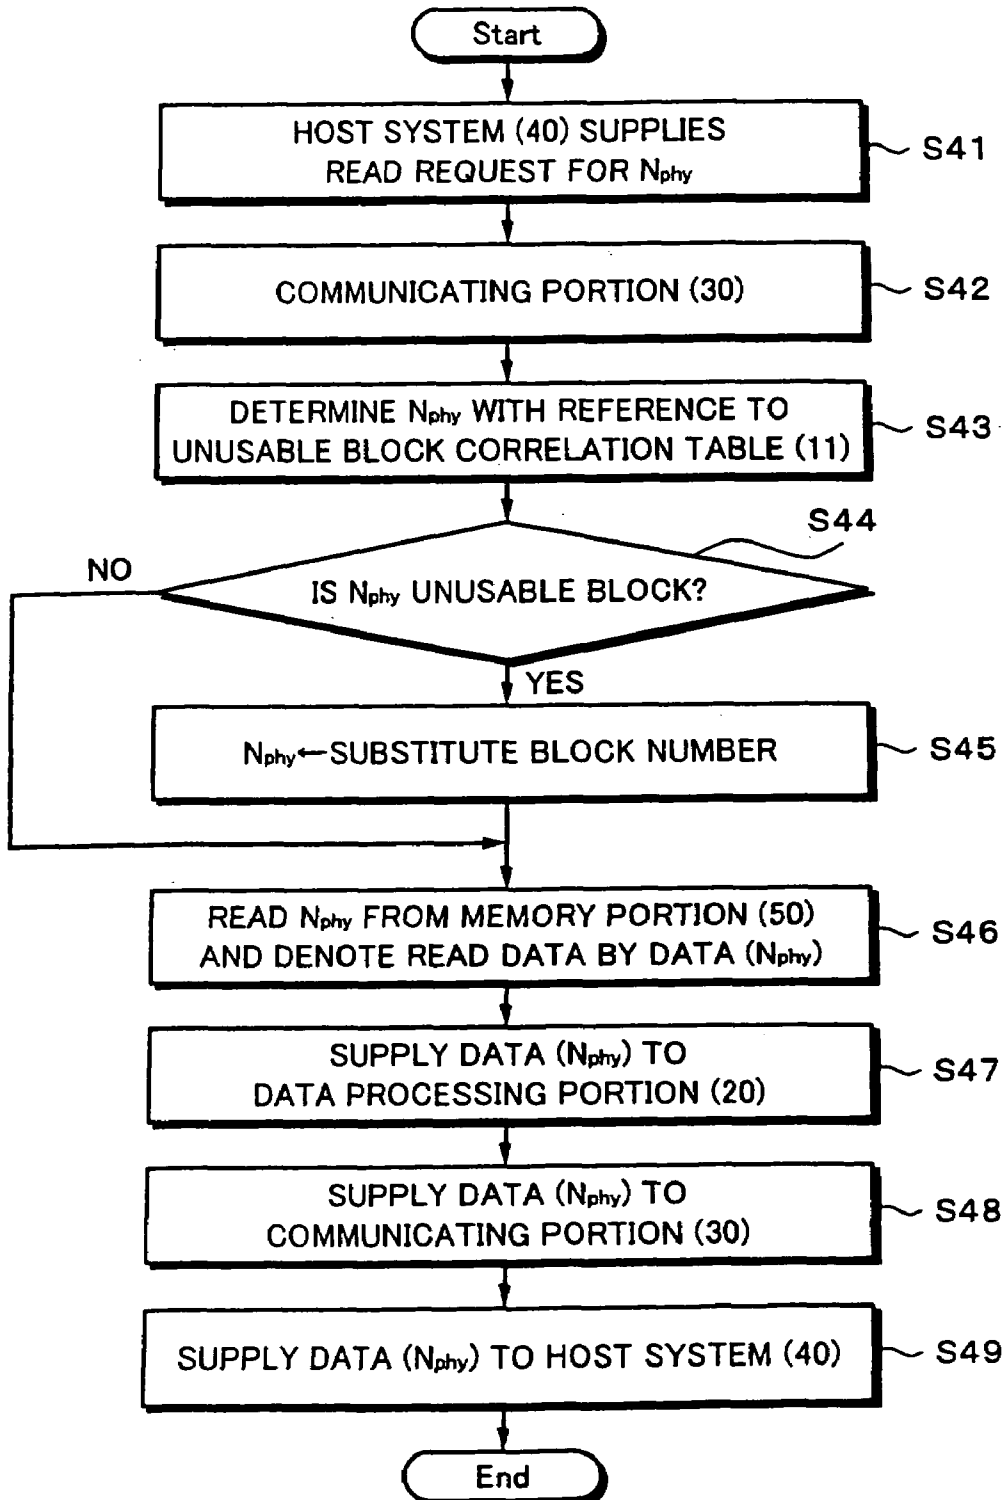 Start
HOST SYSTEM (40) SUPPLIES
READ REQUEST FOR Nphy
S41
COMMUNICATING PORTION (30)
S42
DETERMINE Nphy WITH REFERENCE TO
UNUSABLE BLOCK CORRELATION TABLE (11)
S43
S44
NO
IS Nphy UNUSABLE BLOCK?
YES
Nphy←SUBSTITUTE BLOCK NUMBER
S45
READ Nphy FROM MEMORY PORTION (50)
AND DENOTE READ DATA BY DATA (Nphy)
S46
SUPPLY DATA (Nphy) TO
DATA PROCESSING PORTION (20)
S47
SUPPLY DATA (Nphy) TO
COMMUNICATING PORTION (30)
S48
SUPPLY DATA (Nphy) TO HOST SYSTEM (40)
S49
End